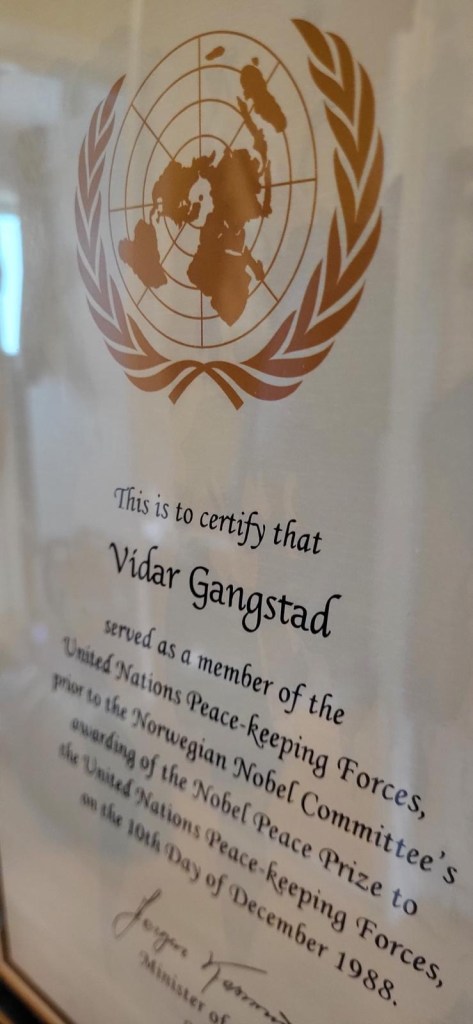 This is to certify that
Vidar Gangstad
served as a member of the
United Nations Peace-keeping Forces,
prior to the Norwegian Nobel Committee's
awarding of the Nobel Peace Prize to
the United Nations Peace-keeping Forces,
on the 10th Day of December 1988.
Minister of